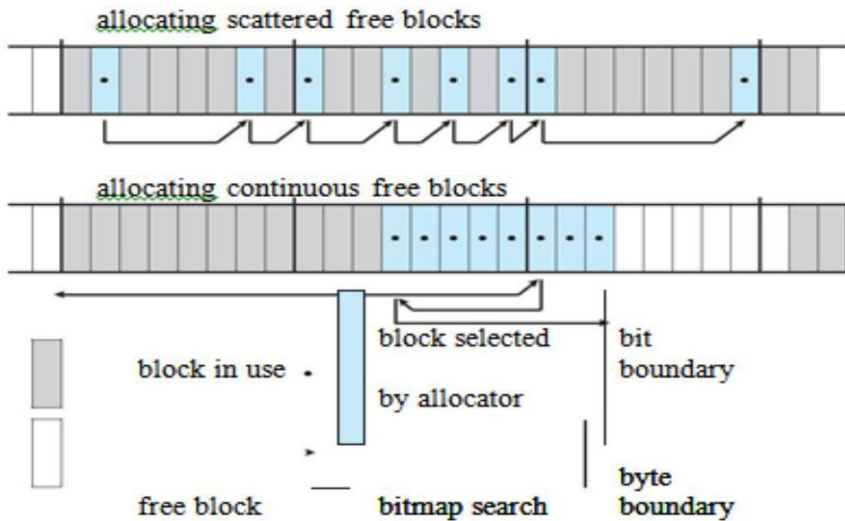 allocating scattered free blocks
allocating continuous free blocks
block selected
bit
block in use
boundary
by allocator
byte
free block
bitmap search
boundary